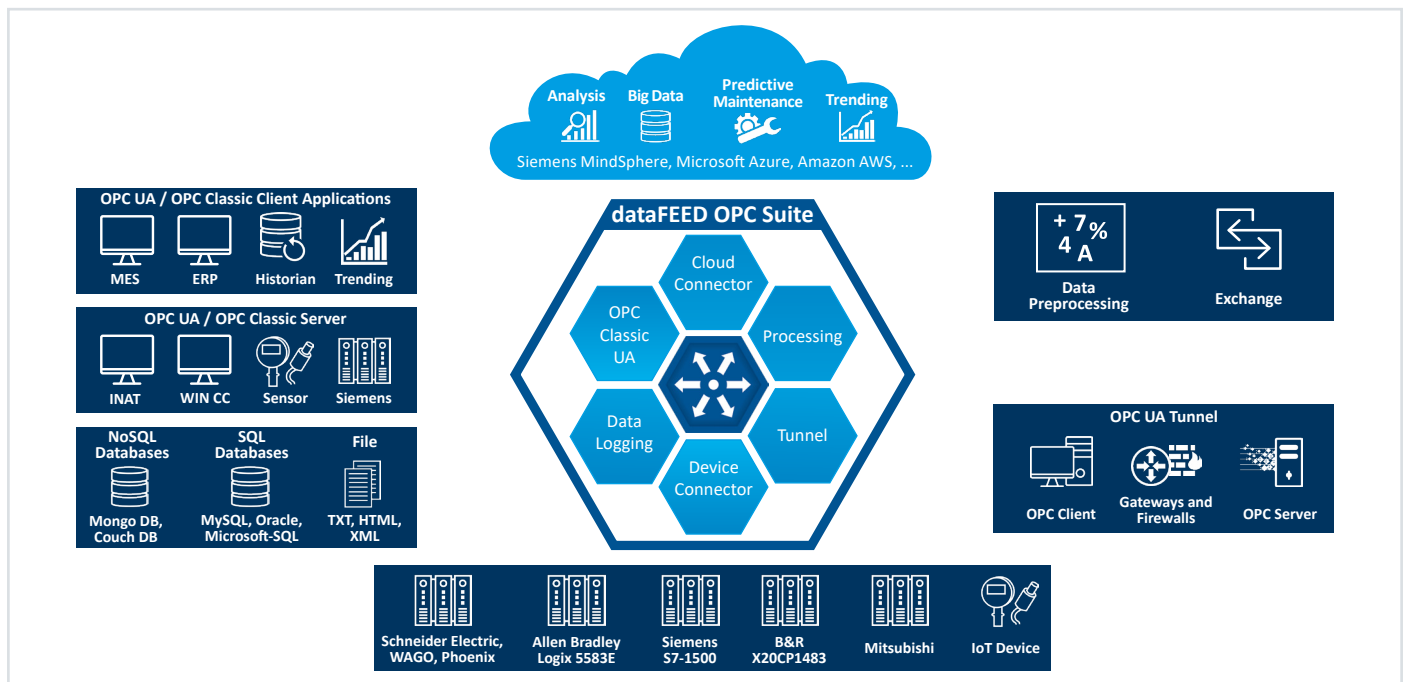 Analysis
Big Data
Predictive
Maintenance
Trending
Siemens MindSphere, Microsoft Azure, Amazon AWS, ...
OPC UA / OPC Classic Client Applications
MES
ERP
Historian
Trending
OPC UA / OPC Classic Server
INAT
WIN CC
Sensor
Siemens
NoSQL
Databases
Mongo DB,
Couch DB
SQL
Databases
MySQL, Oracle,
Microsoft-SQL
File
TXT, HTML,
XML
dataFEED OPC Suite
Cloud
Connector
OPC
Classic
UA
Processing
Data
Logging
Tunnel
Device
Connector
+ 7%
4 A
Data
Preprocessing
Exchange
OPC UA Tunnel
OPC Client
Gateways and
Firewalls
OPC Server
Schneider Electric,
WAGO, Phoenix
Allen Bradley
Logix 5583E
Siemens
S7-1500
B&R
X20CP1483
Mitsubishi
IoT Device